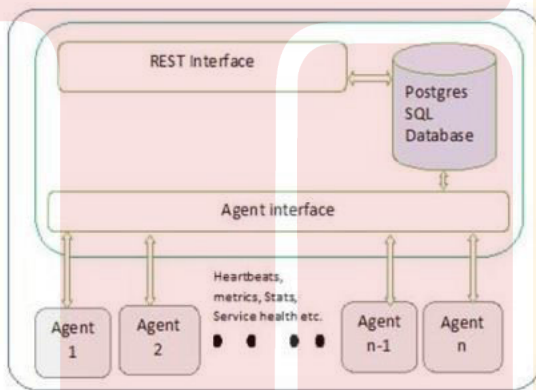 REST Interface
Postgres
SQL
Database
Agent interface
Heartbeats,
metrics, Stats,
Service health etc.
Agent
1
Agent
2
Agent
n-1
Agent
n